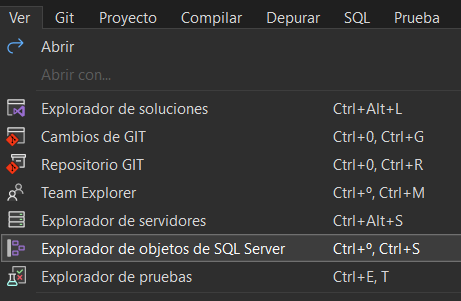 Ver Git Proyecto Compilar Depurar SQL Prueba
Abrir
Abrir con...
Explorador de soluciones Ctrl+Alt+L
Cambios de GIT Ctrl+0, Ctrl+G
Repositorio GIT Ctrl+0, Ctrl+R
Team Explorer Ctrl+º, Ctrl+M
Explorador de servidores Ctrl+Alt+S
Explorador de objetos de SQL Server Ctrl+º, Ctrl+S
Explorador de pruebas Ctrl+E, T